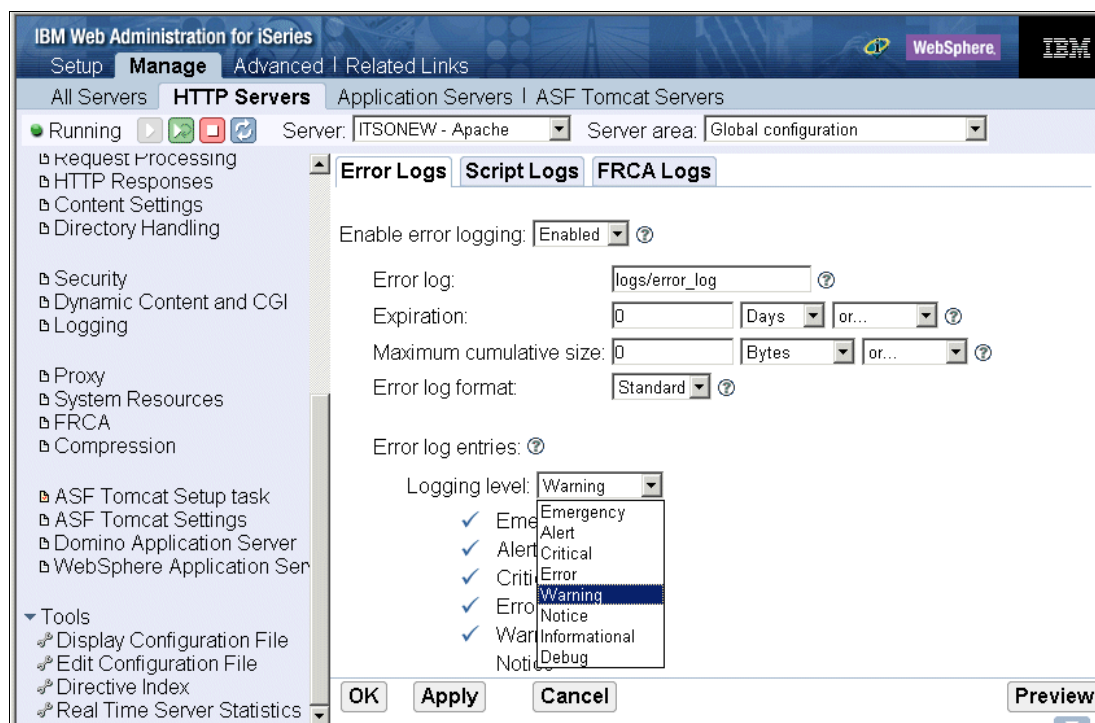 IBM Web Administration for iSeries
WebSphere.
IBM
Setup Manage Advanced | Related Links
All Servers HTTP Servers Application Servers | ASF Tomcat Servers
Running Server: ITSONEW - Apache Server area: Global configuration
Request Processing
HTTP Responses
Content Settings
Directory Handling
Security
Dynamic Content and CGI
Logging
Proxy
System Resources
FRCA
Compression
ASF Tomcat Setup task
ASF Tomcat Settings
Domino Application Server
WebSphere Application Ser
Tools
Display Configuration File
Edit Configuration File
Directive Index
Real Time Server Statistics
Error Logs Script Logs FRCA Logs
Enable error logging: Enabled ?
Error log: logs/error_log ?
Expiration: 0 Days or... ?
Maximum cumulative size: 0 Bytes or... ?
Error log format: Standard ?
Error log entries: ?
Logging level: Warning
Emergency
Alert
Critical
Error
Warning
Notice
Informational
Debug
Eme
Alert
Criti
Erro
Warn
Notice
OK Apply Cancel Preview